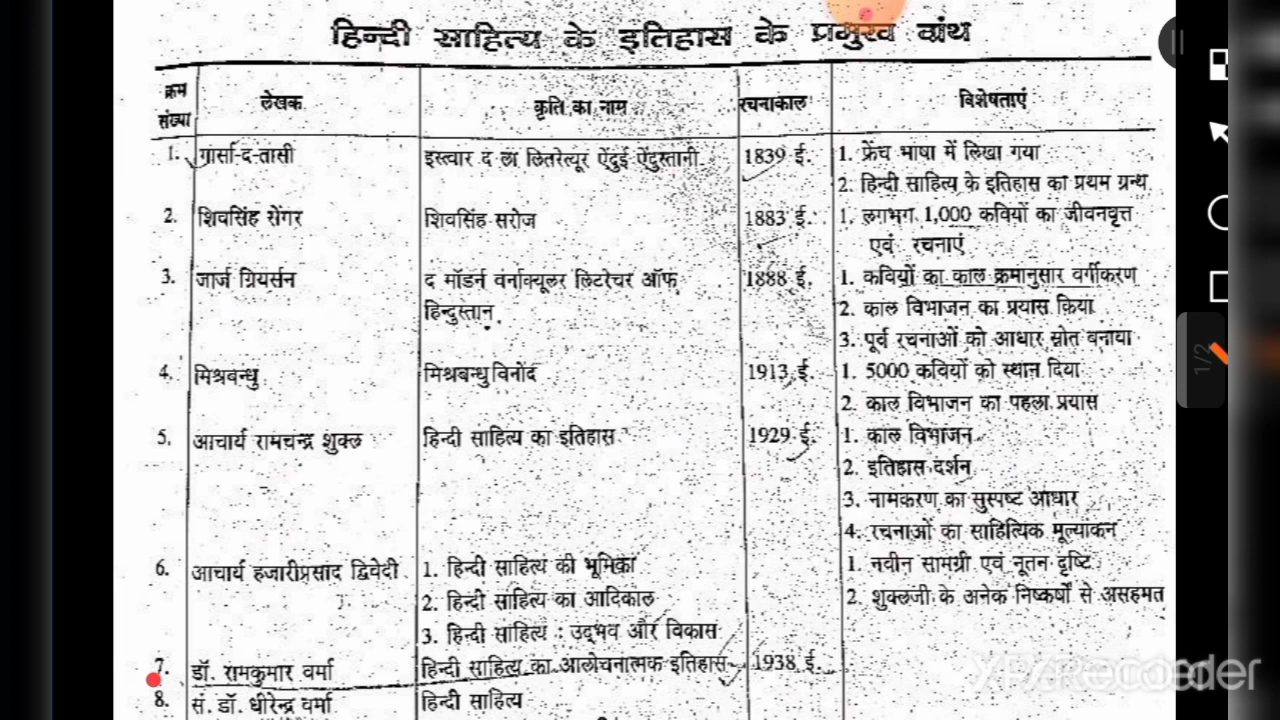 हिन्दी साहित्य के इतिहास के प्रमुख ग्रंथ
क्रम संख्या लेखक कृति का नाम रचनाकाल विशेषताएं
1. गार्सा-द-तासी इस्त्वार द ला लितरेत्यूर ऐंदुई ऐंदुस्तानी 1839 ई. 1. फ्रेंच भाषा में लिखा गया
2. हिन्दी साहित्य के इतिहास का प्रथम ग्रन्थ
2. शिवसिंह सेंगर शिवसिंह सरोज 1883 ई. 1. लगभग 1,000 कवियों का जीवनवृत्त
एवं रचनाएं
3. जार्ज ग्रियर्सन द मॉडर्न वर्नाक्यूलर लिटरेचर ऑफ 1888 ई. 1. कवियों का काल क्रमानुसार वर्गीकरण
हिन्दुस्तान 2. काल विभाजन का प्रयास किया
3. पूर्व रचनाओं को आधार स्रोत बनाया
4. मिश्रबन्धु मिश्रबन्धु विनोद 1913 ई. 1. 5000 कवियों को स्थान दिया
2. काल विभाजन का पहला प्रयास
5. आचार्य रामचन्द्र शुक्ल हिन्दी साहित्य का इतिहास 1929 ई. 1. काल विभाजन
2. इतिहास दर्शन
3. नामकरण का सुस्पष्ट आधार
4. रचनाओं का साहित्यिक मूल्यांकन
6. आचार्य हजारीप्रसाद द्विवेदी 1. हिन्दी साहित्य की भूमिका 1. नवीन सामग्री एवं नूतन दृष्टि
2. हिन्दी साहित्य का आदिकाल 2. शुक्लजी के अनेक निष्कर्षों से असहमत
3. हिन्दी साहित्य : उद्भव और विकास
7. डॉ. रामकुमार वर्मा हिन्दी साहित्य का आलोचनात्मक इतिहास 1938 ई.
8. सं. डॉ. धीरेन्द्र वर्मा हिन्दी साहित्य
1/2